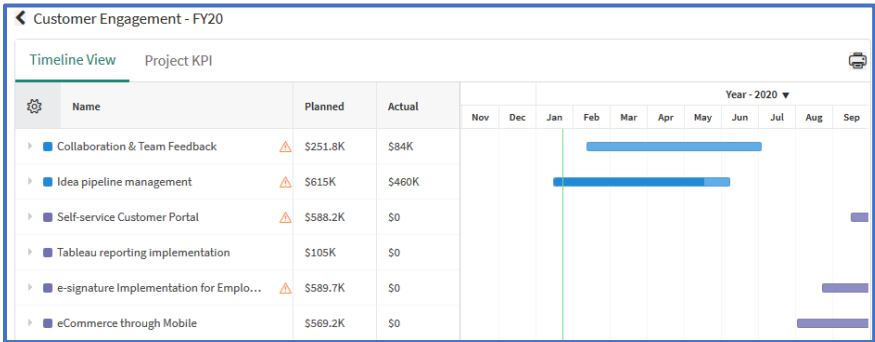 Customer Engagement - FY20
Timeline View Project KPI
Year - 2020
Name Planned Actual
Nov Dec Jan Feb Mar Apr May Jun Jul Aug Sep
Collaboration & Team Feedback $251.8K $84K
Idea pipeline management $615K $460K
Self-service Customer Portal $588.2K $0
Tableau reporting implementation $105K $0
e-signature Implementation for Emplo... $589.7K $0
eCommerce through Mobile $569.2K $0